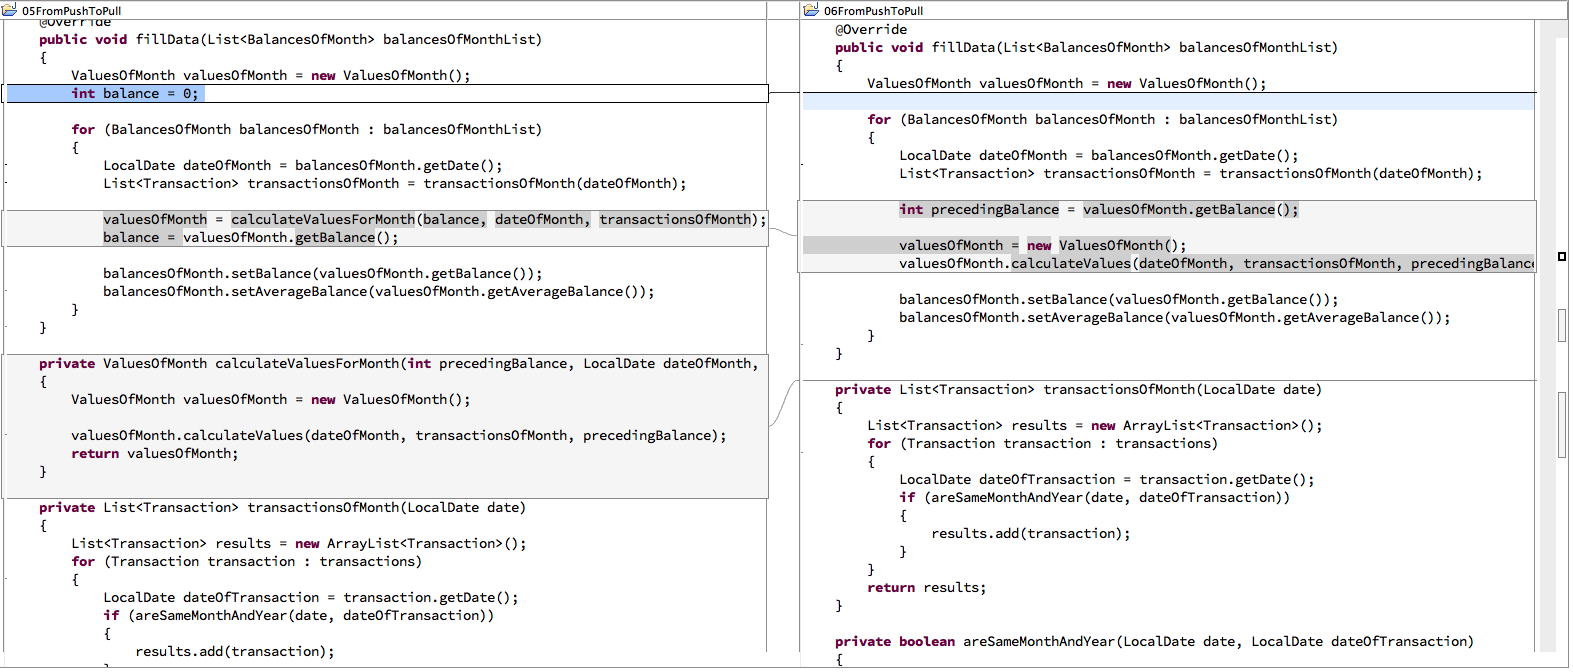 05FromPushToPull
@Override
public void fillData(List<BalancesOfMonth> balancesOfMonthList)
{
ValuesOfMonth valuesOfMonth = new ValuesOfMonth();
int balance = 0;
for (BalancesOfMonth balancesOfMonth : balancesOfMonthList)
{
LocalDate dateOfMonth = balancesOfMonth.getDate();
List<Transaction> transactionsOfMonth = transactionsOfMonth(dateOfMonth);
valuesOfMonth = calculateValuesForMonth(balance, dateOfMonth, transactionsOfMonth);
balance = valuesOfMonth.getBalance();
balancesOfMonth.setBalance(valuesOfMonth.getBalance());
balancesOfMonth.setAverageBalance(valuesOfMonth.getAverageBalance());
}
}
private ValuesOfMonth calculateValuesForMonth(int precedingBalance, LocalDate dateOfMonth,
{
ValuesOfMonth valuesOfMonth = new ValuesOfMonth();
valuesOfMonth.calculateValues(dateOfMonth, transactionsOfMonth, precedingBalance);
return valuesOfMonth;
}
private List<Transaction> transactionsOfMonth(LocalDate date)
{
List<Transaction> results = new ArrayList<Transaction>();
for (Transaction transaction : transactions)
{
LocalDate dateOfTransaction = transaction.getDate();
if (areSameMonthAndYear(date, dateOfTransaction))
{
results.add(transaction);
06FromPushToPull
@Override
public void fillData(List<BalancesOfMonth> balancesOfMonthList)
{
ValuesOfMonth valuesOfMonth = new ValuesOfMonth();
for (BalancesOfMonth balancesOfMonth : balancesOfMonthList)
{
LocalDate dateOfMonth = balancesOfMonth.getDate();
List<Transaction> transactionsOfMonth = transactionsOfMonth(dateOfMonth);
int precedingBalance = valuesOfMonth.getBalance();
valuesOfMonth = new ValuesOfMonth();
valuesOfMonth.calculateValues(dateOfMonth, transactionsOfMonth, precedingBalance
balancesOfMonth.setBalance(valuesOfMonth.getBalance());
balancesOfMonth.setAverageBalance(valuesOfMonth.getAverageBalance());
}
}
private List<Transaction> transactionsOfMonth(LocalDate date)
{
List<Transaction> results = new ArrayList<Transaction>();
for (Transaction transaction : transactions)
{
LocalDate dateOfTransaction = transaction.getDate();
if (areSameMonthAndYear(date, dateOfTransaction))
{
results.add(transaction);
}
}
return results;
}
private boolean areSameMonthAndYear(LocalDate date, LocalDate dateOfTransaction)
{